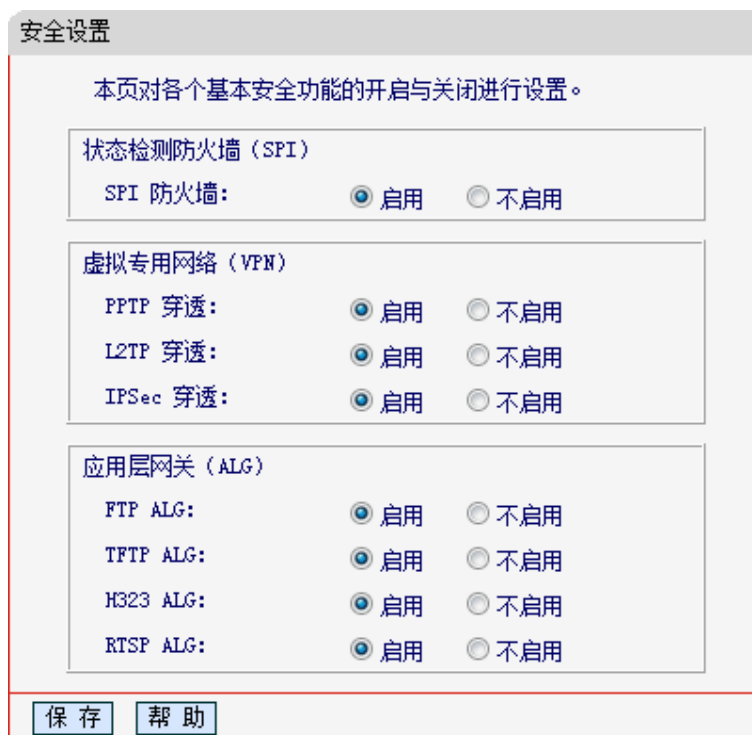 安全设置
本页对各个基本安全功能的开启与关闭进行设置。
状态检测防火墙（SPI）
SPI 防火墙： 启用 不启用
虚拟专用网络（VPN）
PPTP 穿透： 启用 不启用
L2TP 穿透： 启用 不启用
IPSec 穿透： 启用 不启用
应用层网关（ALG）
FTP ALG: 启用 不启用
TFTP ALG: 启用 不启用
H323 ALG: 启用 不启用
RTSP ALG: 启用 不启用
保 存 帮 助